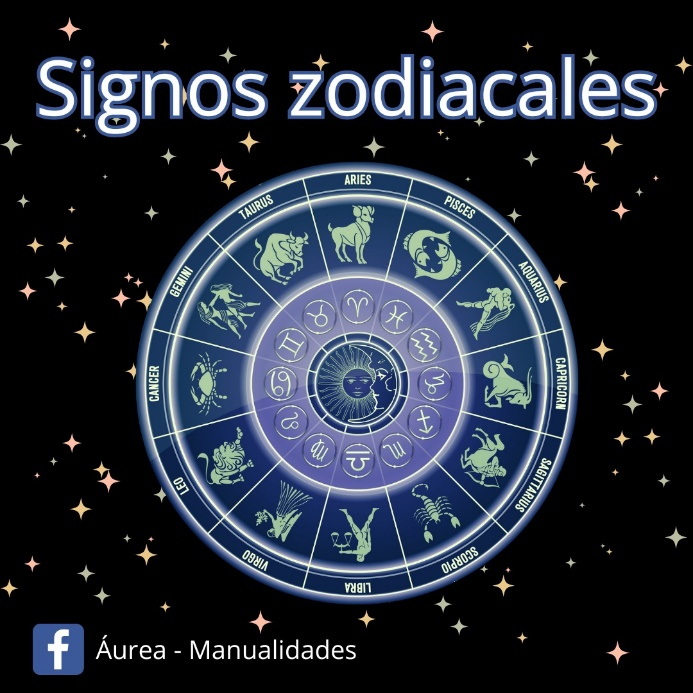 Signos zodiacales
ARIES
PISCES
AQUARIUS
CAPRICORN
SAGITTARIUS
SCORPIO
LIBRA
VIRGO
LEO
CANCER
GEMINI
TAURUS
f
Áurea - Manualidades